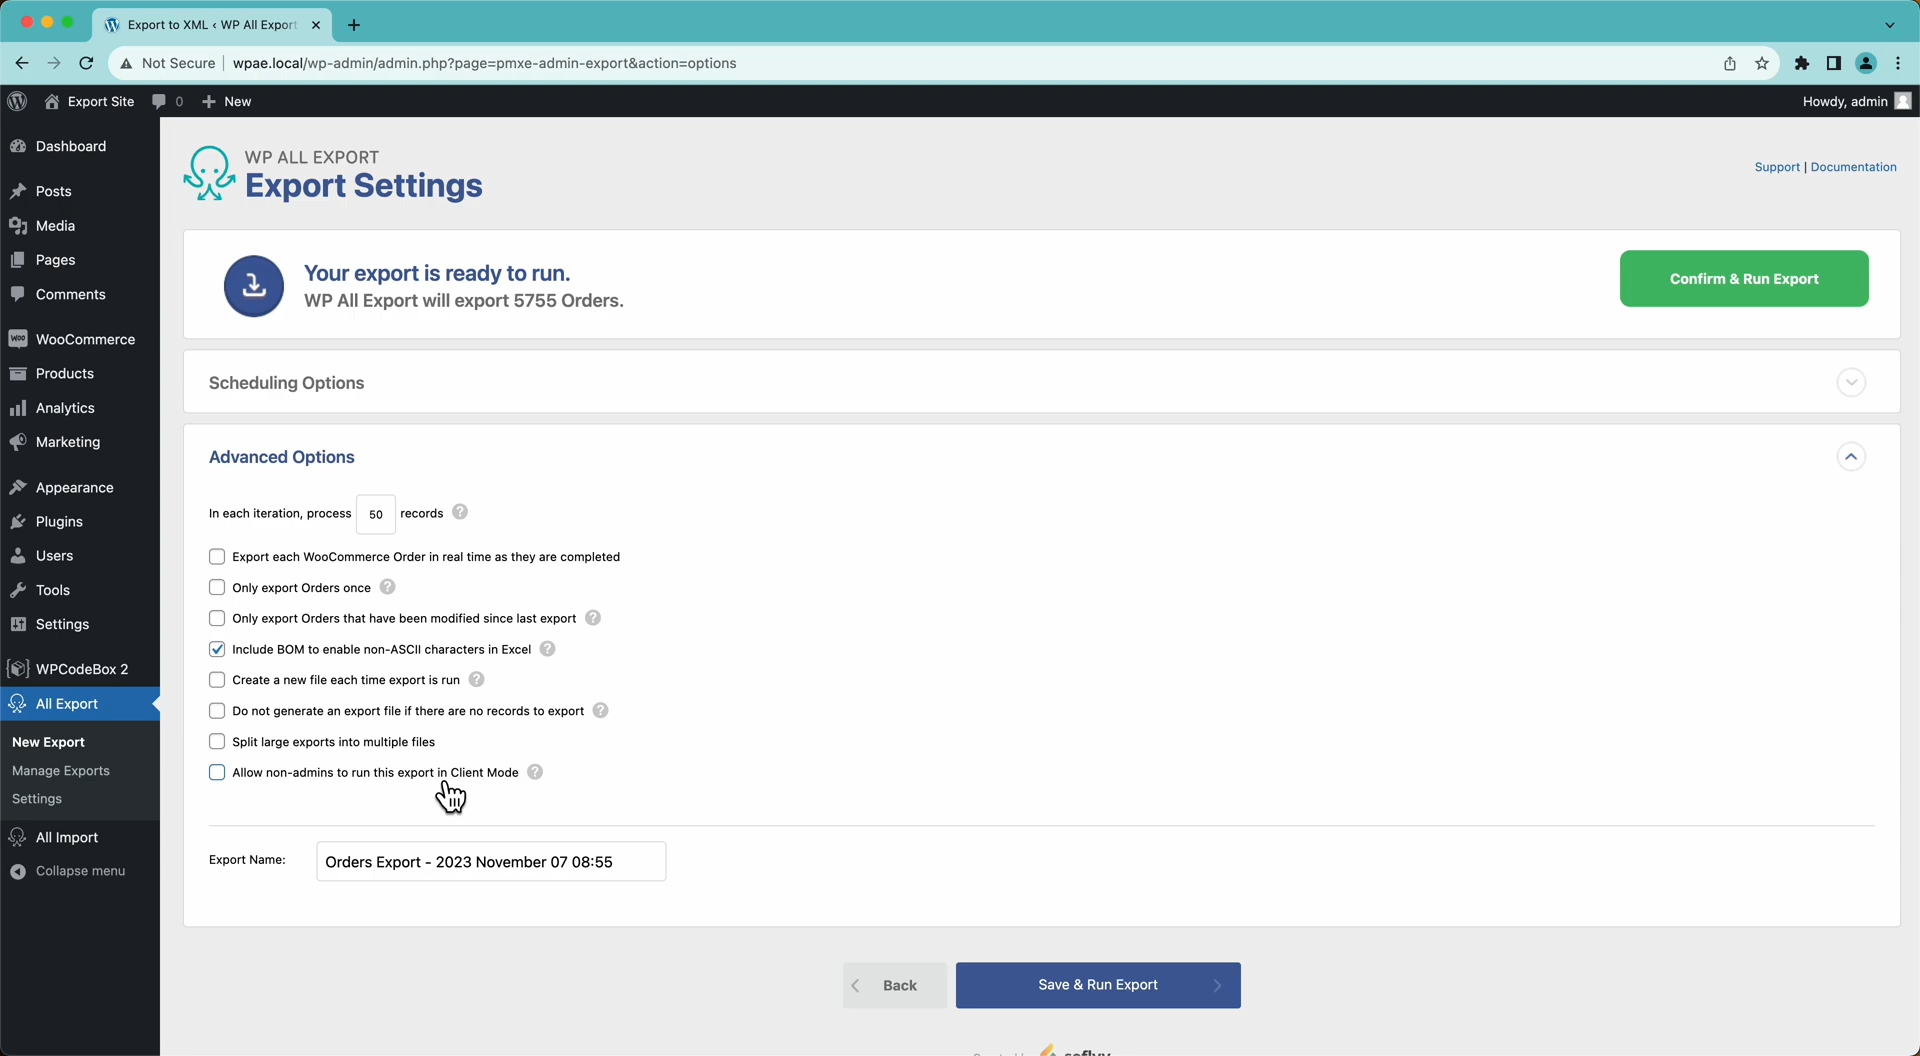 Export to XML ‹ WP All Export
Not Secure
wpae.local/wp-admin/admin.php?page=pmxe-admin-export&action=options
Export Site
0
New
Howdy, admin
Dashboard
Posts
Media
Pages
Comments
WooCommerce
Products
Analytics
Marketing
Appearance
Plugins
Users
Tools
Settings
WPCodeBox 2
All Export
New Export
Manage Exports
Settings
All Import
Collapse menu
WP ALL EXPORT
Export Settings
Support | Documentation
Your export is ready to run.
WP All Export will export 5755 Orders.
Confirm & Run Export
Scheduling Options
Advanced Options
In each iteration, process 50 records ?
Export each WooCommerce Order in real time as they are completed
Only export Orders once ?
Only export Orders that have been modified since last export ?
Include BOM to enable non-ASCII characters in Excel ?
Create a new file each time export is run ?
Do not generate an export file if there are no records to export ?
Split large exports into multiple files
Allow non-admins to run this export in Client Mode ?
Export Name: Orders Export - 2023 November 07 08:55
Back
Save & Run Export